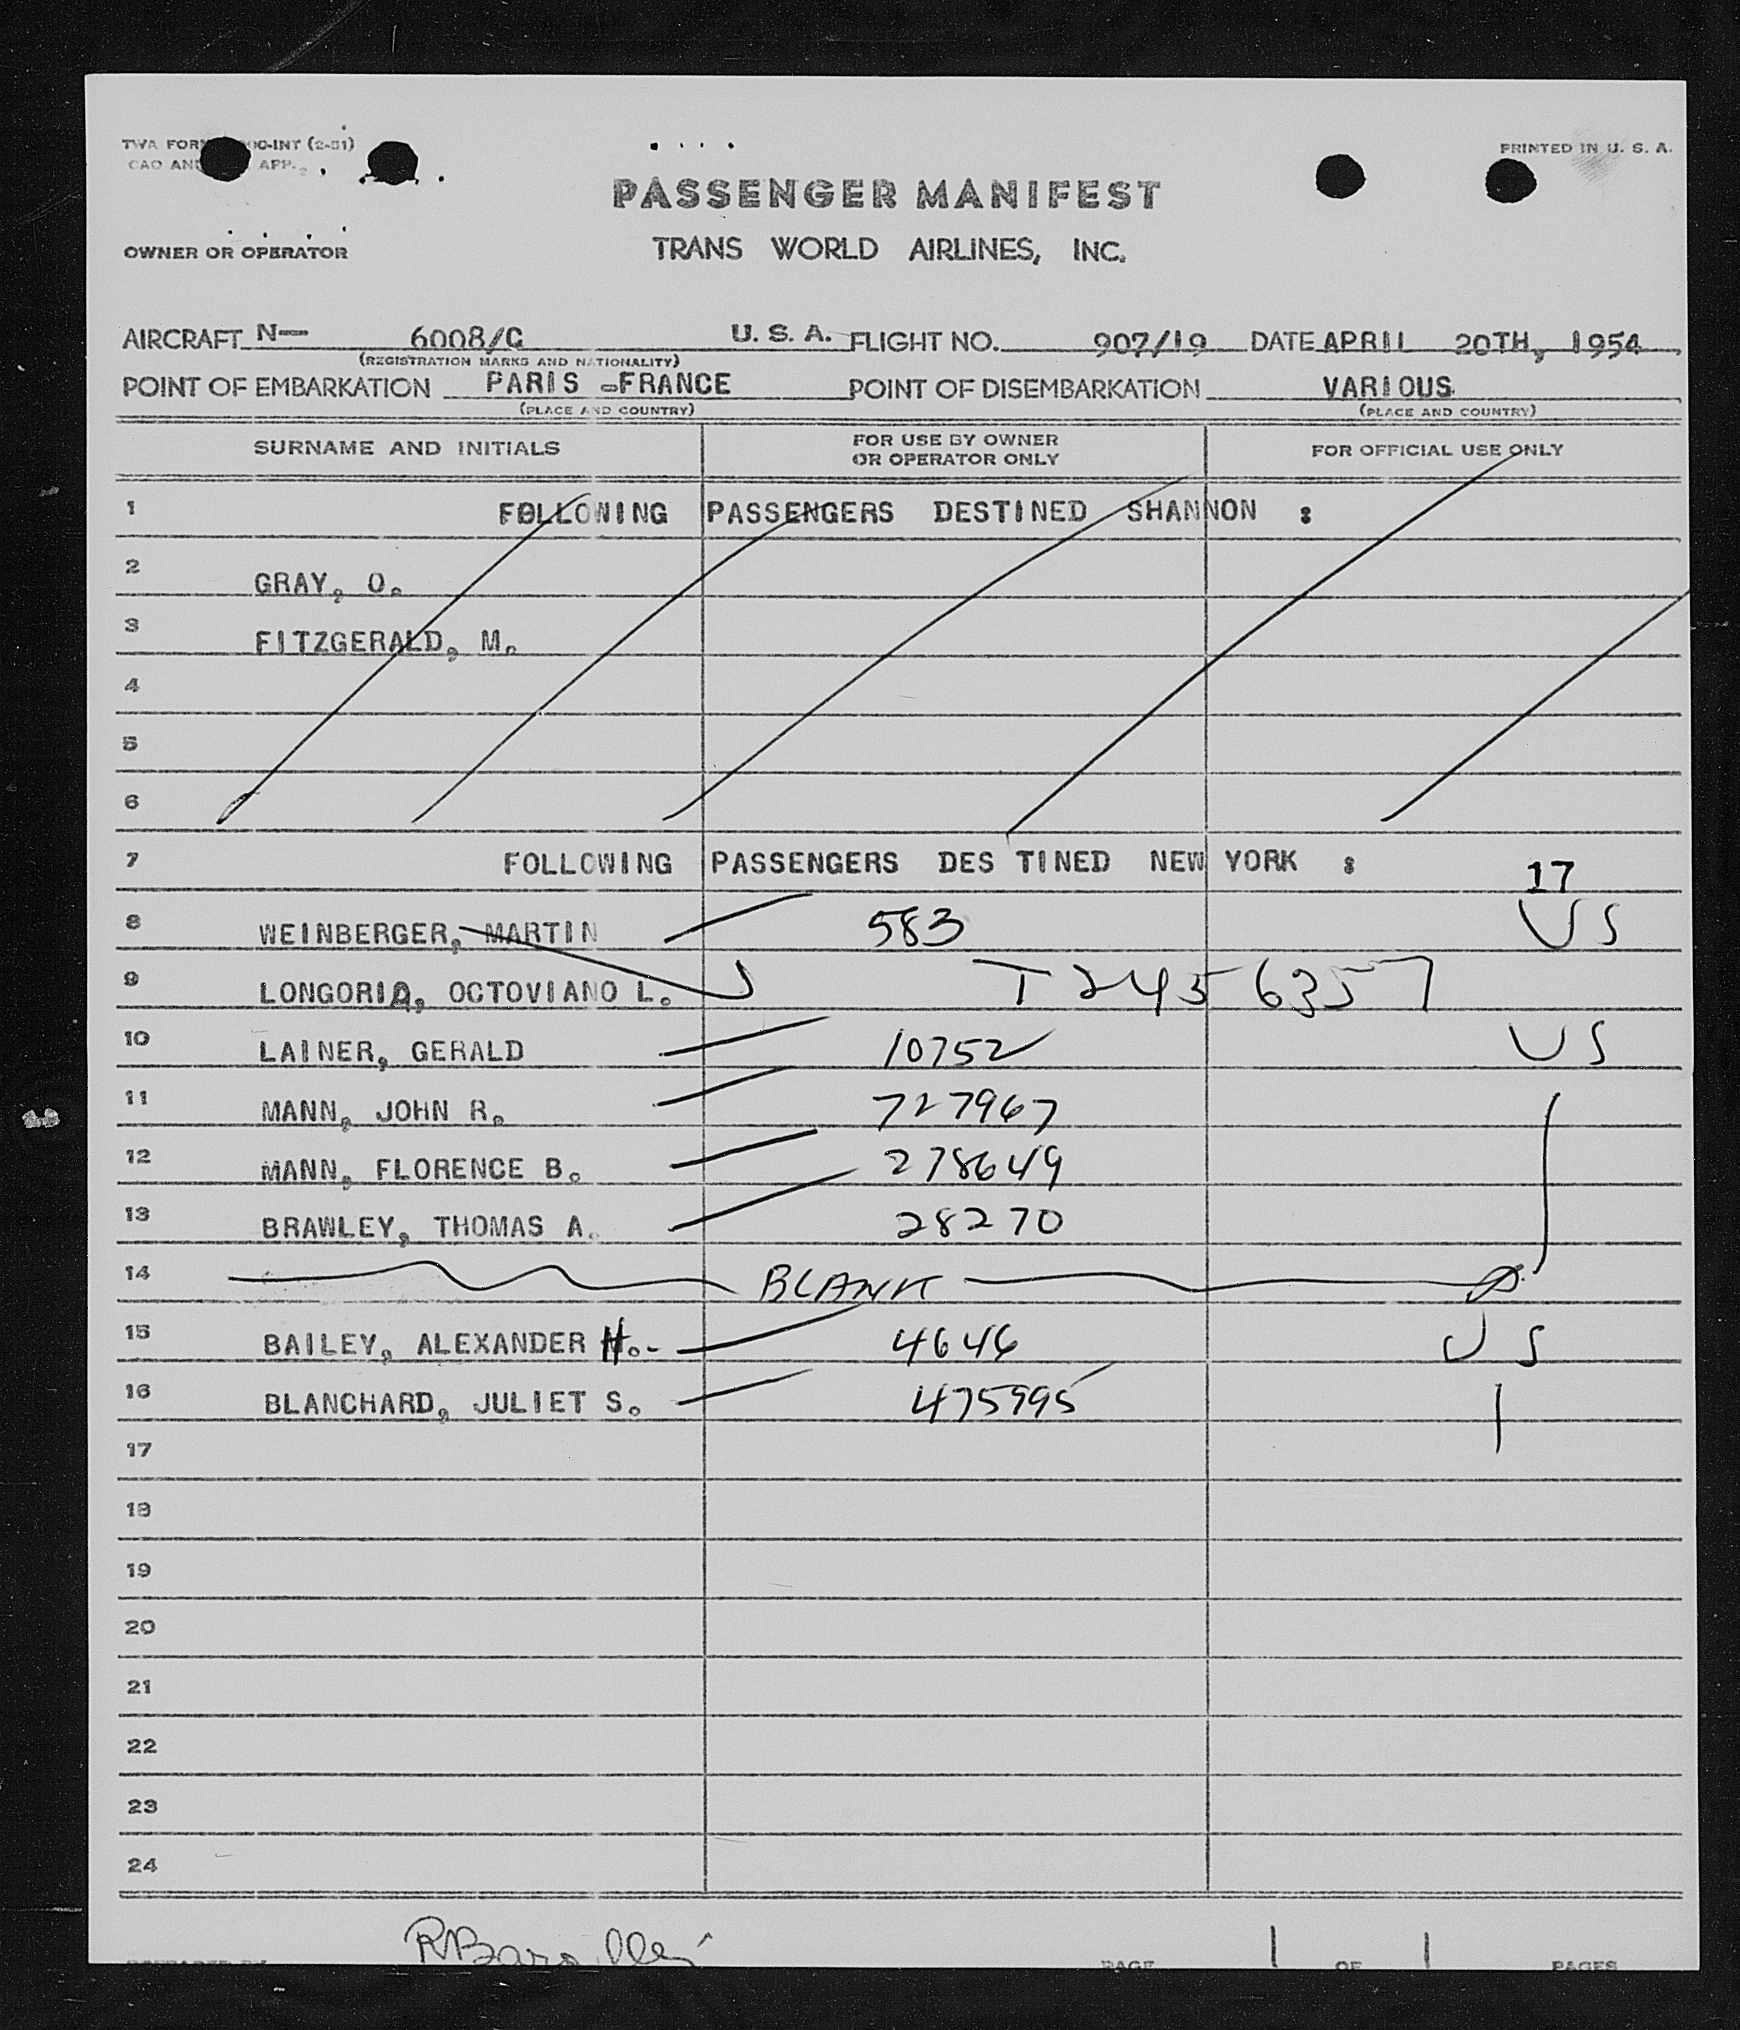 PRINTED IN U. S. A.
PASSENGER MANIFEST
OWNER OR OPERATOR TRANS WORLD AIRLINES, INC.
AIRCRAFT N— 6008/C U. S. A. FLIGHT NO. 907/19 DATE APRIL 20TH, 1954
(REGISTRATION MARKS AND NATIONALITY)
POINT OF EMBARKATION PARIS -FRANCE POINT OF DISEMBARKATION VARIOUS
(PLACE AND COUNTRY) (PLACE AND COUNTRY)
SURNAME AND INITIALS FOR USE BY OWNER OR OPERATOR ONLY FOR OFFICIAL USE ONLY
1 FOLLOWING PASSENGERS DESTINED SHANNON :
2 GRAY, O.
3 FITZGERALD, M.
4
5
6
7 FOLLOWING PASSENGERS DES TINED NEW YORK : 17
8 WEINBERGER, MARTIN 583 US
9 LONGORIA, OCTOVIANO L. T2456357
10 LAINER, GERALD 10752 US
11 MANN, JOHN R. 727967
12 MANN, FLORENCE B. 278649
13 BRAWLEY, THOMAS A. 28270
14 BLANK
15 BAILEY, ALEXANDER H. 4646 US
16 BLANCHARD, JULIET S. 475995
17
18
19
20
21
22
23
24
PAGE 1 OF 1 PAGES